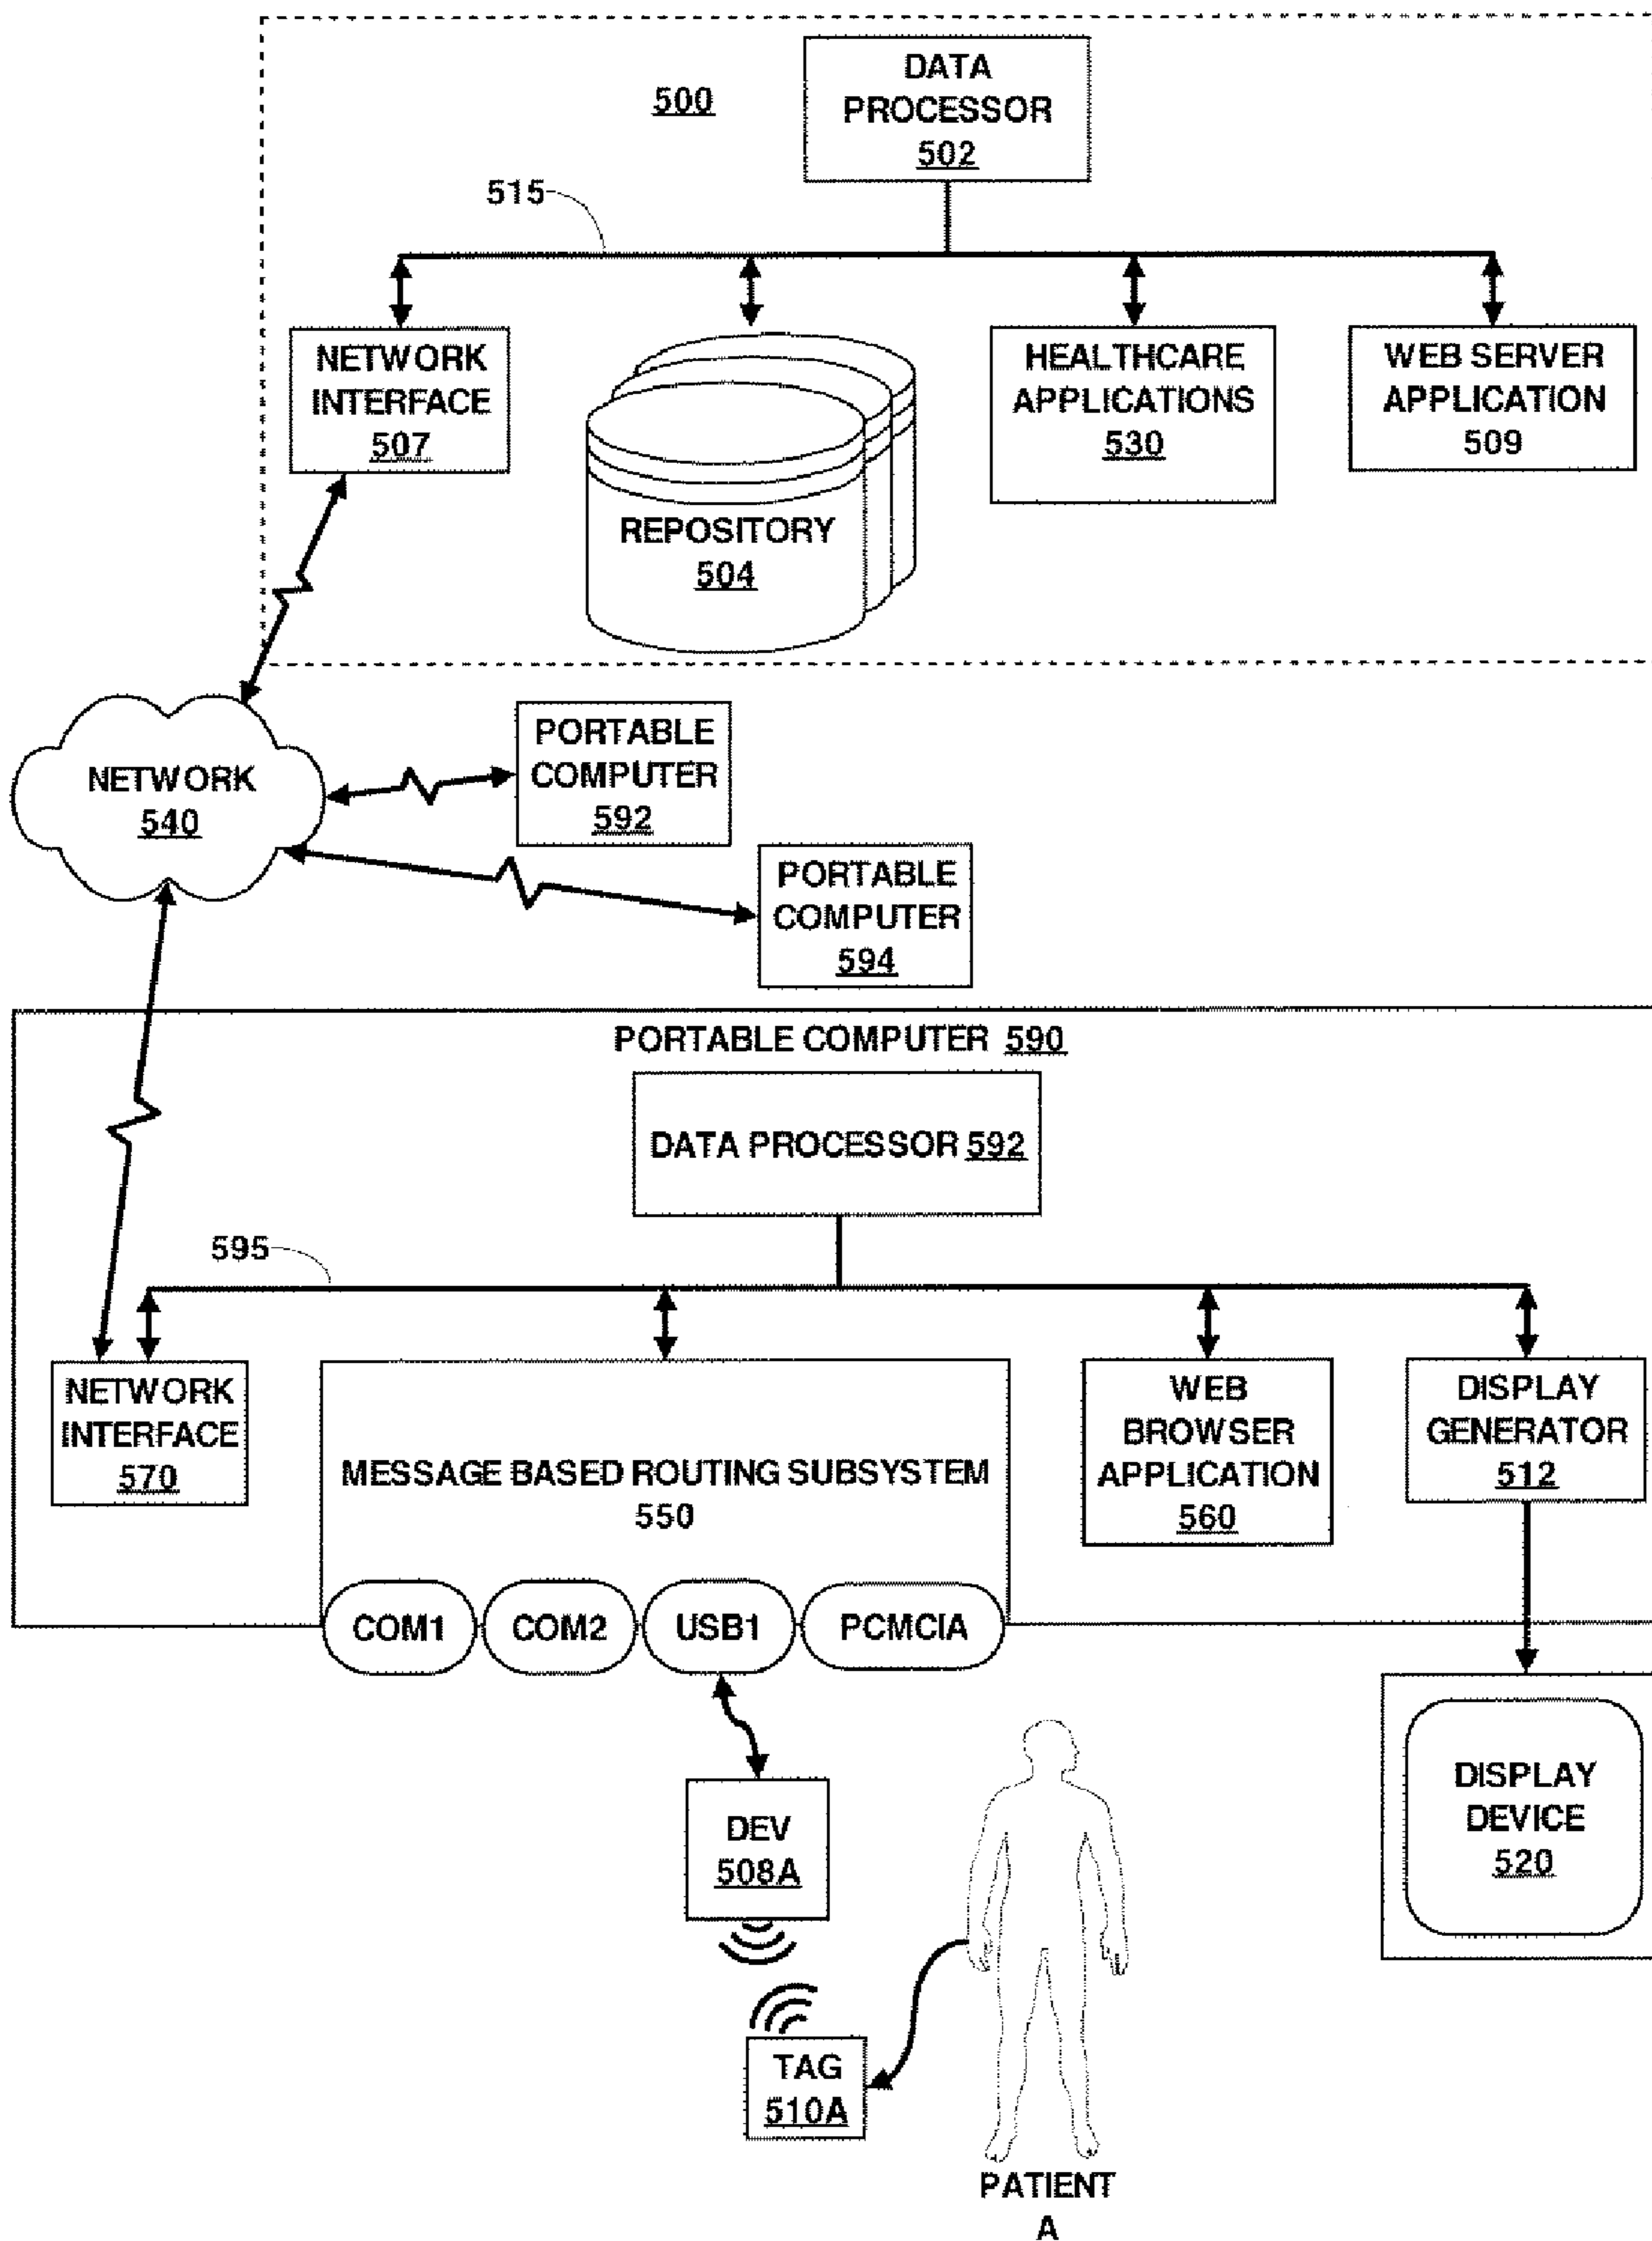 500
DATA
PROCESSOR
502
515
NETWORK
INTERFACE
507
REPOSITORY
504
HEALTHCARE
APPLICATIONS
530
WEB SERVER
APPLICATION
509
NETWORK
540
PORTABLE
COMPUTER
592
PORTABLE
COMPUTER
594
PORTABLE COMPUTER 590
DATA PROCESSOR 592
595
NETWORK
INTERFACE
570
MESSAGE BASED ROUTING SUBSYSTEM
550
WEB
BROWSER
APPLICATION
560
DISPLAY
GENERATOR
512
COM1
COM2
USB1
PCMCIA
DEV
508A
DISPLAY
DEVICE
520
TAG
510A
PATIENT
A